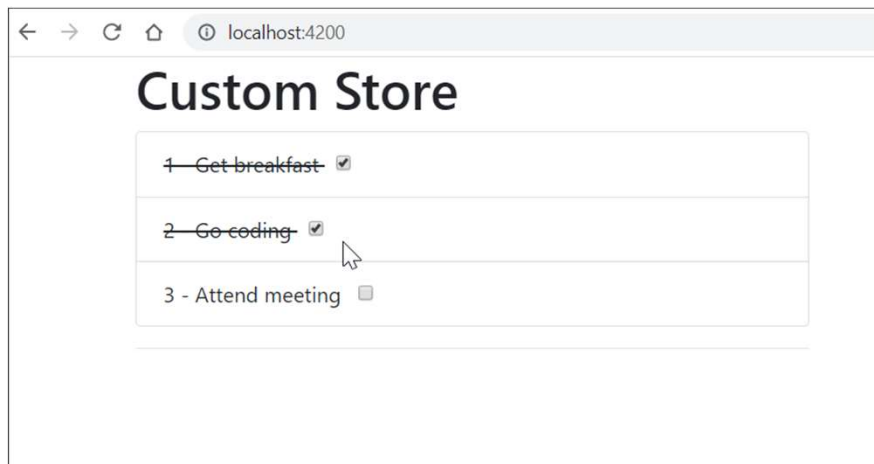 localhost:4200
Custom Store
1 - Get breakfast
2 - Go coding
3 - Attend meeting